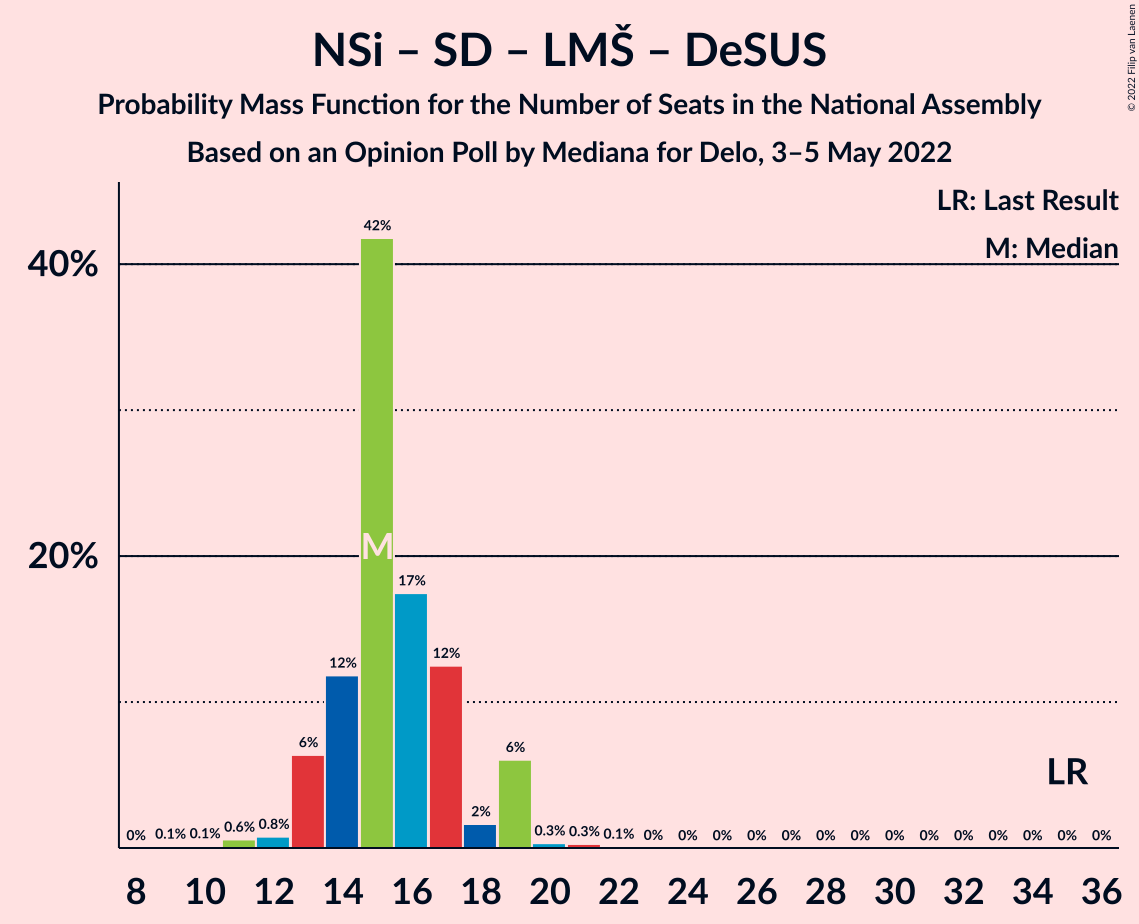 NSi – SD – LMŠ – DeSUS
Probability Mass Function for the Number of Seats in the National Assembly
Based on an Opinion Poll by Mediana for Delo, 3–5 May 2022
© 2022 Filip van Laenen
LR: Last Result
M: Median
40%
20%
0% 0.1% 0.1% 0.6% 0.8% 6% 12% 42% 17% 12% 2% 6% 0.3% 0.3% 0.1% 0% 0% 0% 0% 0% 0% 0% 0% 0% 0% 0% 0% 0% 0%
M
LR
8 10 12 14 16 18 20 22 24 26 28 30 32 34 36